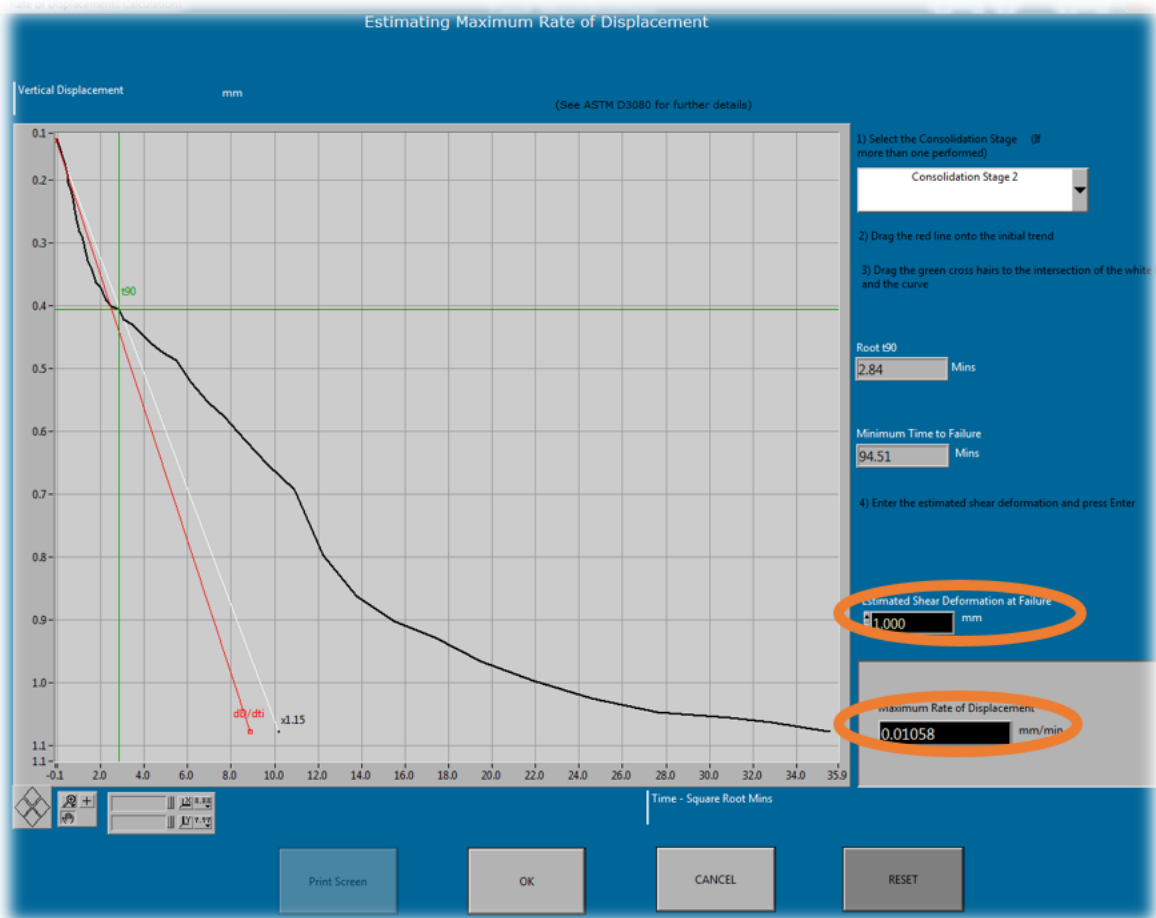 Rate of Displacements Calculations
Estimating Maximum Rate of Displacement
Vertical Displacement mm
(See ASTM D3080 for further details)
0.1
0.2
0.3
0.4
0.5
0.6
0.7
0.8
0.9
1.0
1.1
1.1
t90
dD/dti
x1.15
-0.1 2.0 4.0 6.0 8.0 10.0 12.0 14.0 16.0 18.0 20.0 22.0 24.0 26.0 28.0 30.0 32.0 34.0 35.9
Time - Square Root Mins
1) Select the Consolidation Stage (If
more than one performed)
Consolidation Stage 2
2) Drag the red line onto the initial trend
3) Drag the green cross hairs to the intersection of the white
and the curve
Root t90
2.84 Mins
Minimum Time to Failure
94.51 Mins
4) Enter the estimated shear deformation and press Enter
Estimated Shear Deformation at Failure
1.000 mm
Maximum Rate of Displacement
0.01058 mm/min
Print Screen OK CANCEL RESET